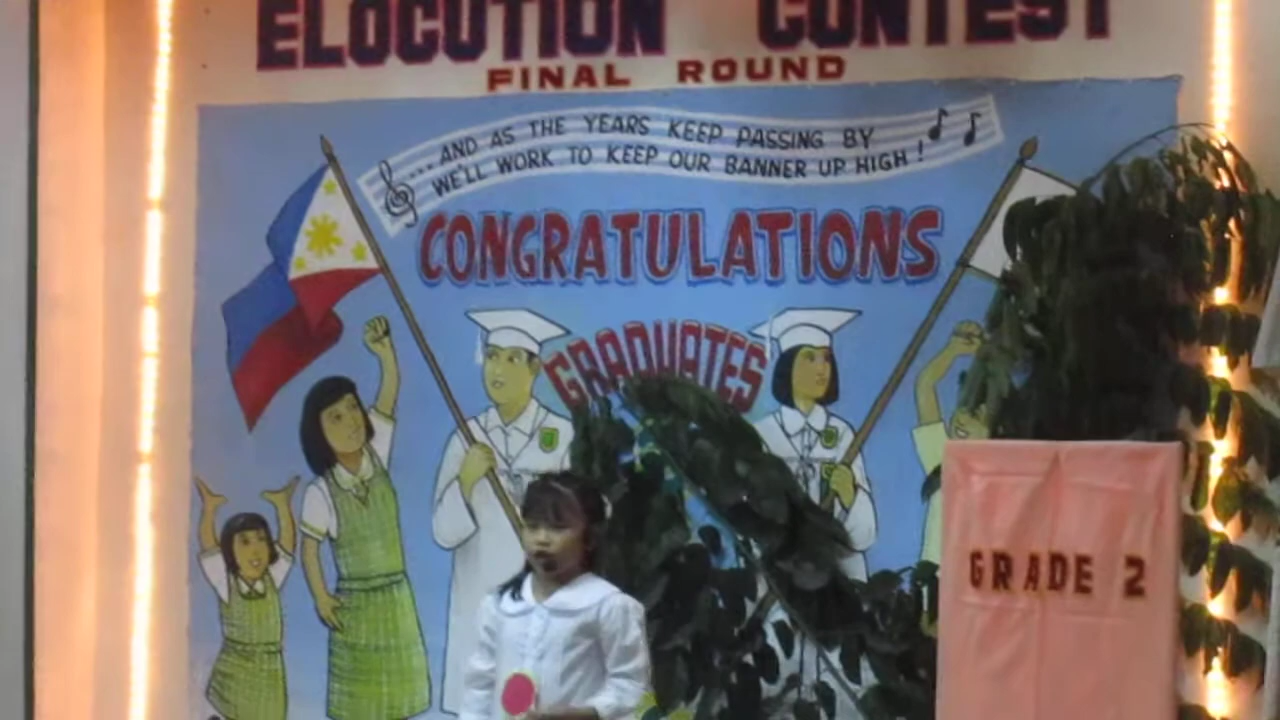 ELOCUTION CONTEST
FINAL ROUND
...AND AS THE YEARS KEEP PASSING BY
WE'LL WORK TO KEEP OUR BANNER UP HIGH!
CONGRATULATIONS
GRADUATES
GRADE 2